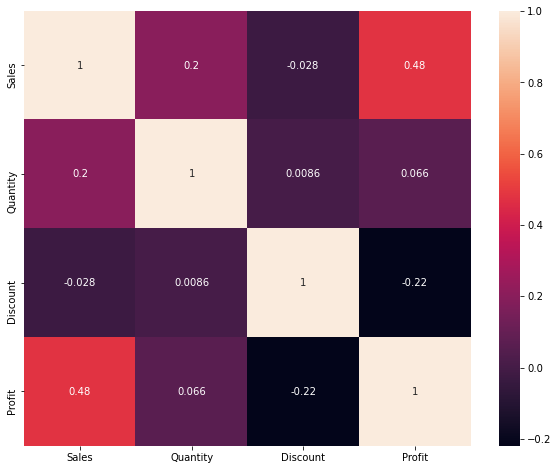 Sales 1 0.2 -0.028 0.48
Quantity 0.2 1 0.0086 0.066
Discount -0.028 0.0086 1 -0.22
Profit 0.48 0.066 -0.22 1
Sales Quantity Discount Profit
1.0
0.8
0.6
0.4
0.2
0.0
−0.2